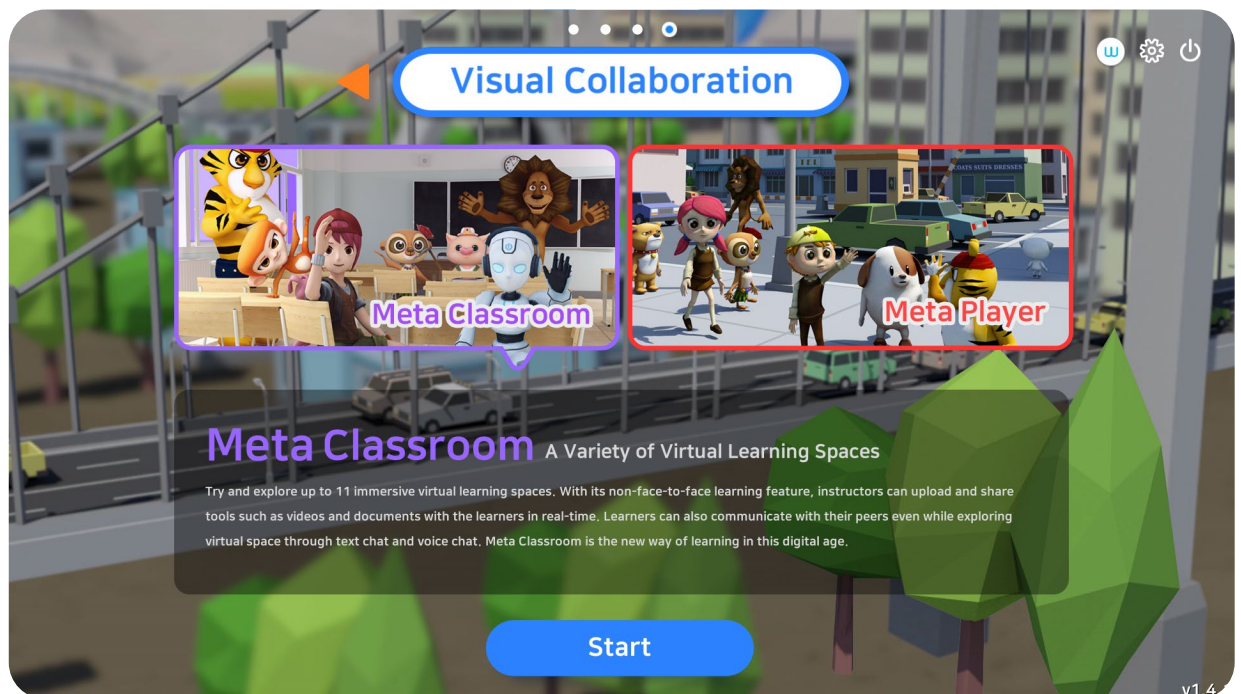 Visual Collaboration
COATS SUITS DRESSES
Meta Classroom
Meta Player
Meta Classroom A Variety of Virtual Learning Spaces
Try and explore up to 11 immersive virtual learning spaces. With its non-face-to-face learning feature, instructors can upload and share
tools such as videos and documents with the learners in real-time. Learners can also communicate with their peers even while exploring
virtual space through text chat and voice chat. Meta Classroom is the new way of learning in this digital age.
Start